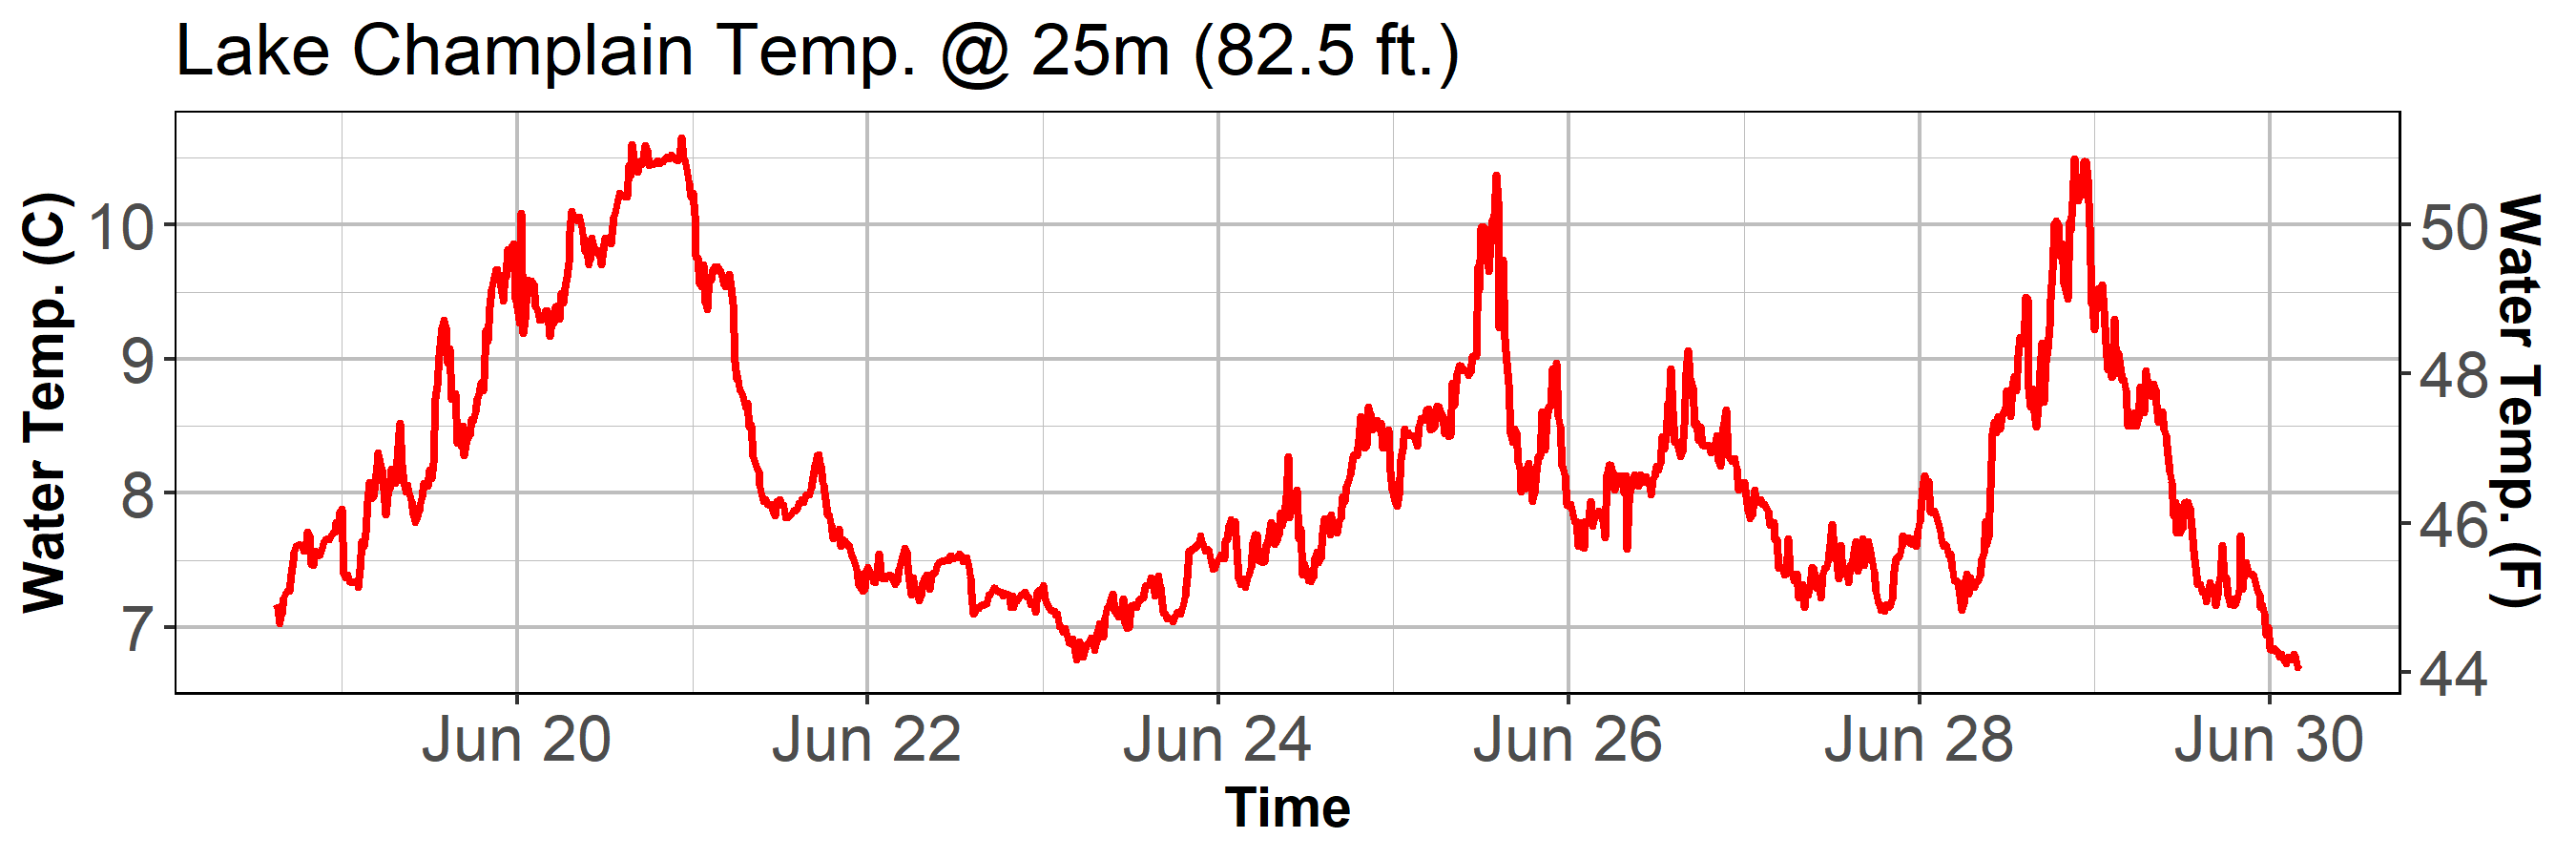 Lake Champlain Temp. @ 25m (82.5 ft.)
Water Temp. (C)
10
9
8
7
50
48
46
44
Water Temp. (F)
Jun 20
Jun 22
Jun 24
Jun 26
Jun 28
Jun 30
Time